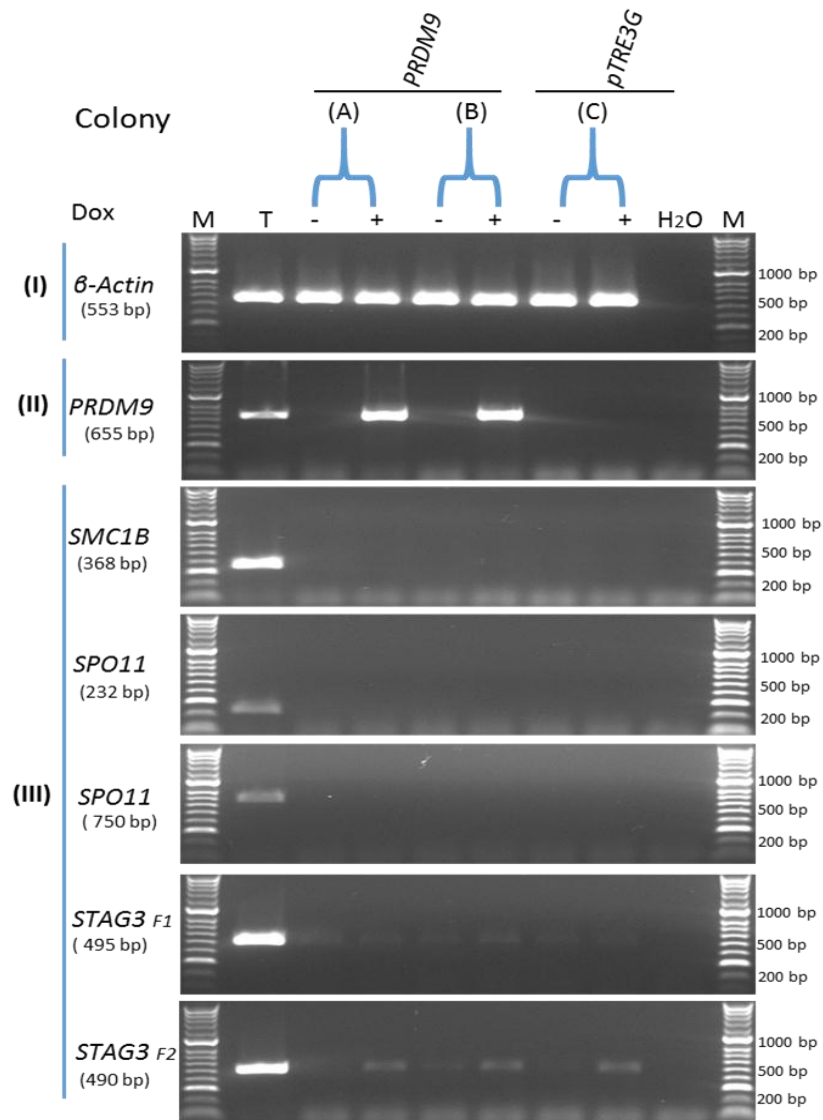 PRDM9 pTRE3G
Colony (A) (B) (C)
Dox M T - + - + - + H2O M
(I) β-Actin
(553 bp)
1000 bp
500 bp
200 bp
(II) PRDM9
(655 bp)
1000 bp
500 bp
200 bp
SMC1B
(368 bp)
1000 bp
500 bp
200 bp
SPO11
(232 bp)
1000 bp
500 bp
200 bp
(III) SPO11
( 750 bp)
1000 bp
500 bp
200 bp
STAG3 F1
( 495 bp)
1000 bp
500 bp
200 bp
STAG3 F2
(490 bp)
1000 bp
500 bp
200 bp